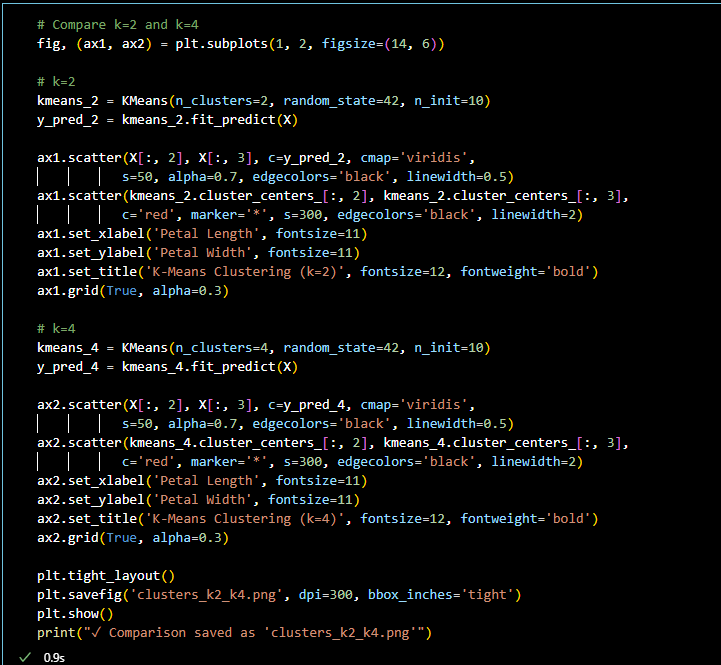 # Compare k=2 and k=4
fig, (ax1, ax2) = plt.subplots(1, 2, figsize=(14, 6))
# k=2
kmeans_2 = KMeans(n_clusters=2, random_state=42, n_init=10)
y_pred_2 = kmeans_2.fit_predict(X)
ax1.scatter(X[:, 2], X[:, 3], c=y_pred_2, cmap='viridis',
s=50, alpha=0.7, edgecolors='black', linewidth=0.5)
ax1.scatter(kmeans_2.cluster_centers_[:, 2], kmeans_2.cluster_centers_[:, 3],
c='red', marker='*', s=300, edgecolors='black', linewidth=2)
ax1.set_xlabel('Petal Length', fontsize=11)
ax1.set_ylabel('Petal Width', fontsize=11)
ax1.set_title('K-Means Clustering (k=2)', fontsize=12, fontweight='bold')
ax1.grid(True, alpha=0.3)
# k=4
kmeans_4 = KMeans(n_clusters=4, random_state=42, n_init=10)
y_pred_4 = kmeans_4.fit_predict(X)
ax2.scatter(X[:, 2], X[:, 3], c=y_pred_4, cmap='viridis',
s=50, alpha=0.7, edgecolors='black', linewidth=0.5)
ax2.scatter(kmeans_4.cluster_centers_[:, 2], kmeans_4.cluster_centers_[:, 3],
c='red', marker='*', s=300, edgecolors='black', linewidth=2)
ax2.set_xlabel('Petal Length', fontsize=11)
ax2.set_ylabel('Petal Width', fontsize=11)
ax2.set_title('K-Means Clustering (k=4)', fontsize=12, fontweight='bold')
ax2.grid(True, alpha=0.3)
plt.tight_layout()
plt.savefig('clusters_k2_k4.png', dpi=300, bbox_inches='tight')
plt.show()
print("✓ Comparison saved as 'clusters_k2_k4.png'")
✓ 0.9s